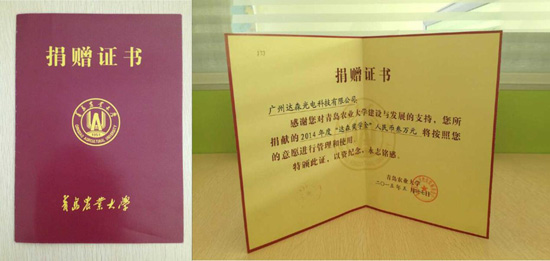 捐赠证书
青岛农业大学
QINGDAO AGRICULTURAL UNIVERSITY
青岛农业大学
捐赠证书
广州达森光电科技有限公司
感谢您对青岛农业大学建设与发展的支持，您所
捐献的2014年度“达森奖学金”人民币叁万元 将按照您
的意愿进行管理和使用。
特颁此证，以资纪念，永志铭感。
青岛农业大学
二〇一五年